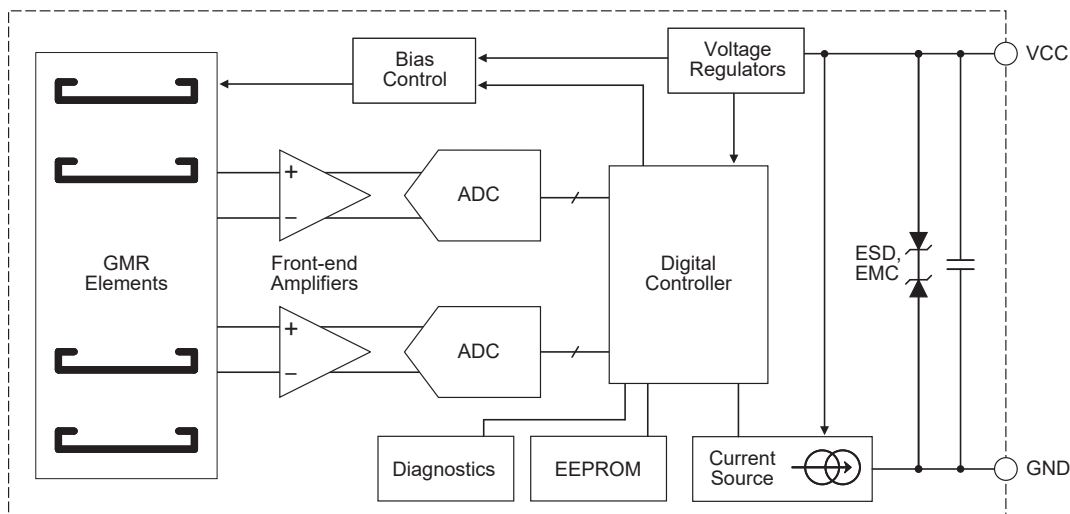 Bias
Control
Voltage
Regulators
VCC
+
−
ADC
GMR
Elements
Front-end
Amplifiers
Digital
Controller
ESD,
EMC
+
−
ADC
Diagnostics
EEPROM
Current
Source
GND